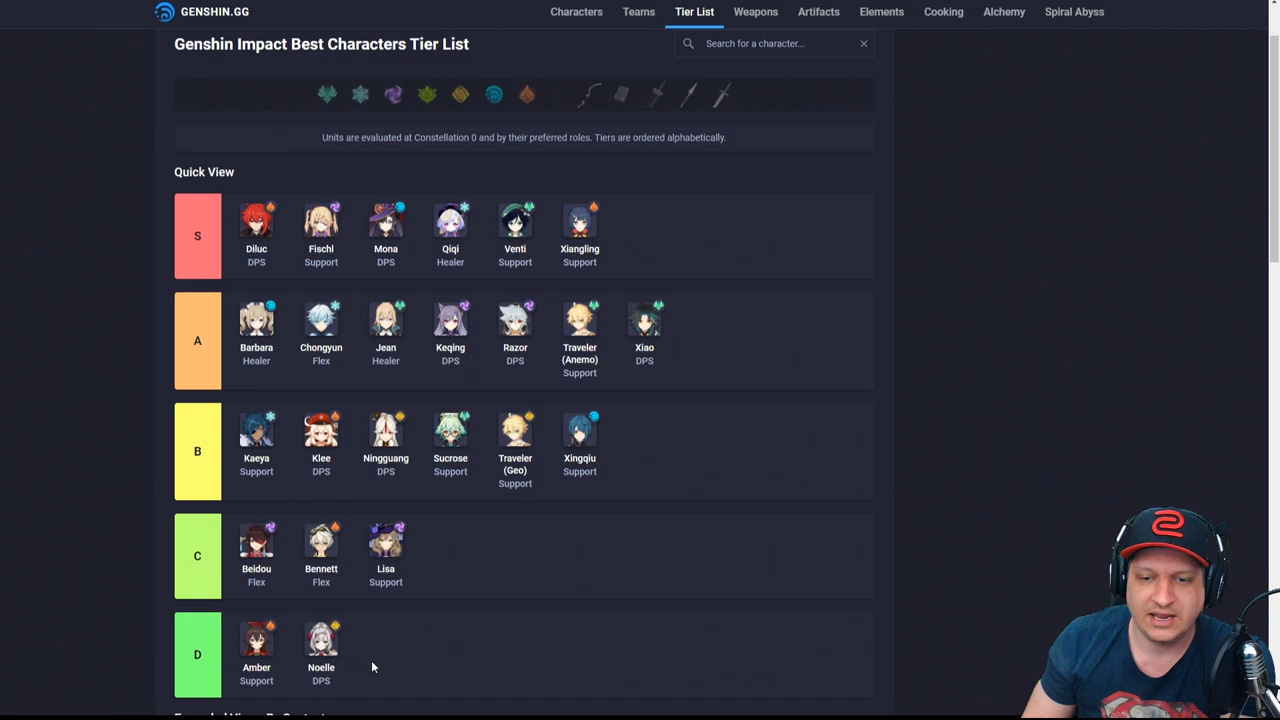 GENSHIN.GG
Characters
Teams
Tier List
Weapons
Artifacts
Elements
Cooking
Alchemy
Spiral Abyss
Genshin Impact Best Characters Tier List
Search for a character...
Units are evaluated at Constellation 0 and by their preferred roles. Tiers are ordered alphabetically.
Quick View
S
Diluc
DPS
Fischl
Support
Mona
DPS
Qiqi
Healer
Venti
Support
Xiangling
Support
A
Barbara
Healer
Chongyun
Flex
Jean
Healer
Keqing
DPS
Razor
DPS
Traveler
(Anemo)
Support
Xiao
DPS
B
Kaeya
Support
Klee
DPS
Ningguang
DPS
Sucrose
Support
Traveler
(Geo)
Support
Xingqiu
Support
C
Beidou
Flex
Bennett
Flex
Lisa
Support
D
Amber
Support
Noelle
DPS